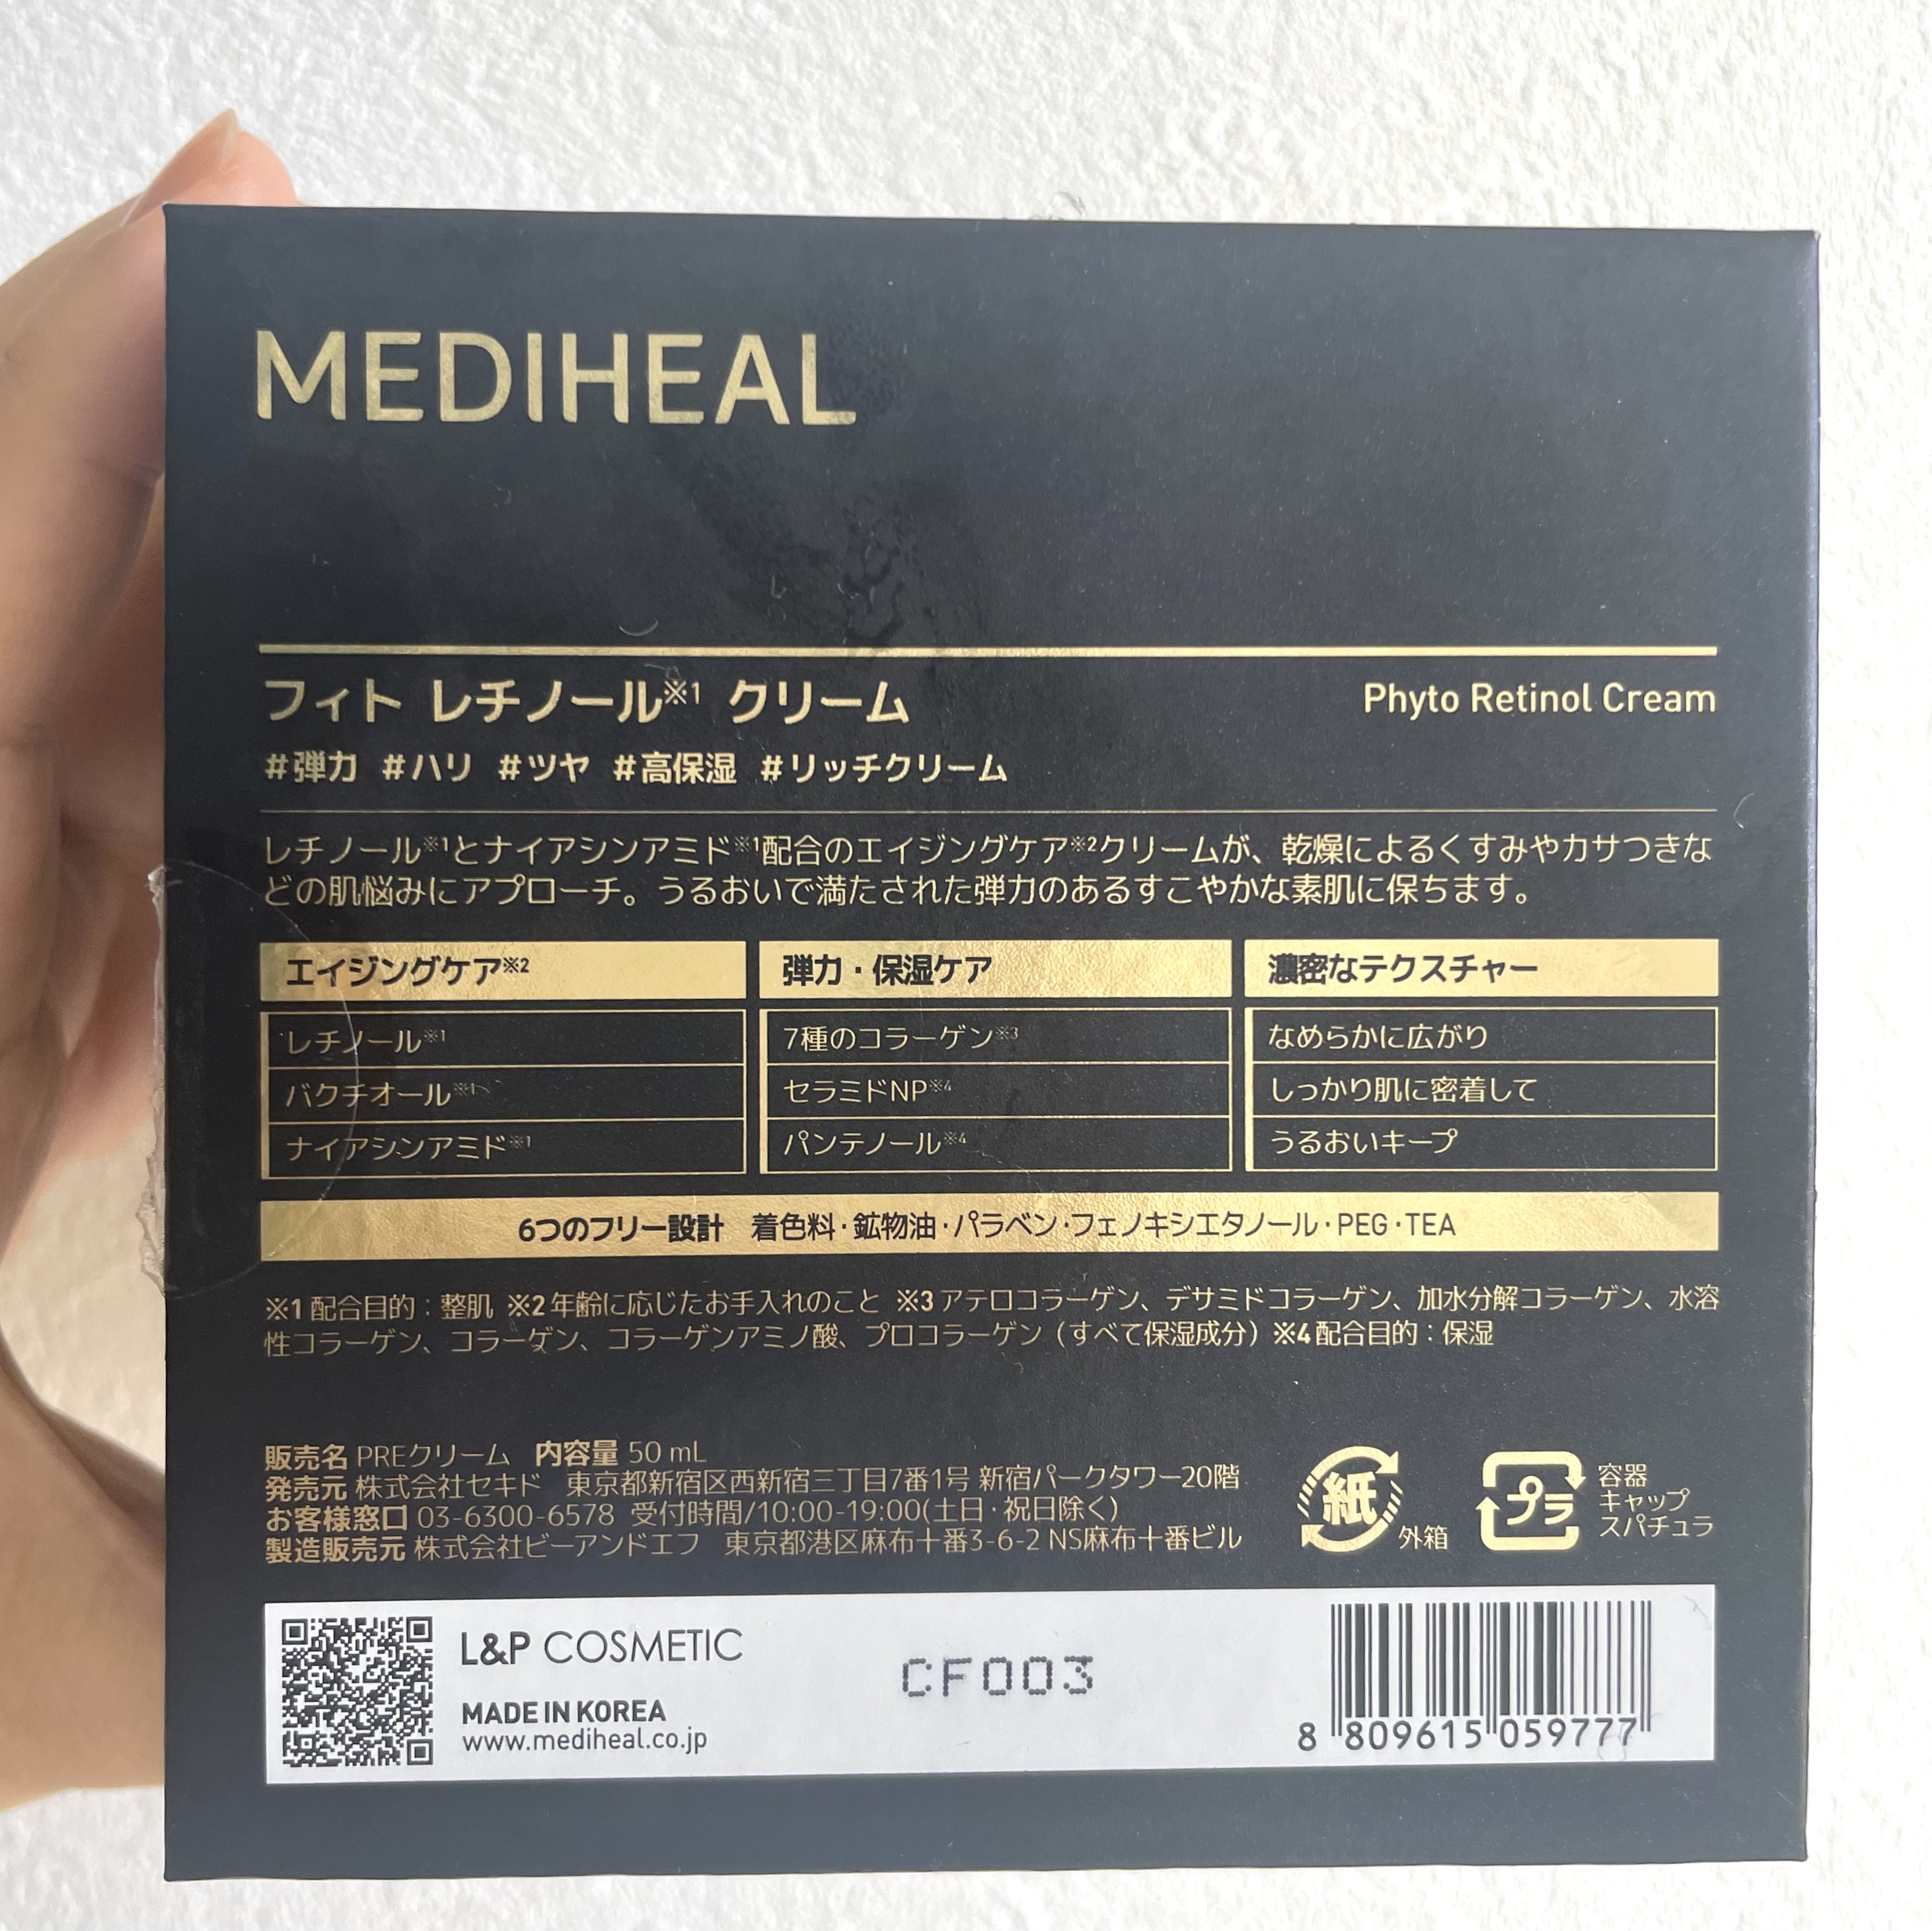 MEDIHEAL
フィト レチノール※1 クリーム
Phyto Retinol Cream
#弾力 #ハリ #ツヤ #高保湿 #リッチクリーム
レチノール※1とナイアシンアミド※1配合のエイジングケア※2クリームが、乾燥によるくすみやカサつきな
どの肌悩みにアプローチ。うるおいで満たされた弾力のあるすこやかな素肌に保ちます。
エイジングケア※2
レチノール※1
バクチオール※1
ナイアシンアミド※1
弾力・保湿ケア
7種のコラーゲン※3
セラミドNP※4
パンテノール※4
濃密なテクスチャー
なめらかに広がり
しっかり肌に密着して
うるおいキープ
6つのフリー設計 着色料・鉱物油・パラベン・フェノキシエタノール・PEG・TEA
※1 配合目的：整肌 ※2 年齢に応じたお手入れのこと ※3 アテロコラーゲン、デサミドコラーゲン、加水分解コラーゲン、水溶
性コラーゲン、コラーゲン、コラーゲンアミノ酸、プロコラーゲン（すべて保湿成分）※4 配合目的：保湿
販売名 PREクリーム 内容量 50 mL
発売元 株式会社セキド 東京都新宿区西新宿三丁目7番1号 新宿パークタワー20階
お客様窓口 03-6300-6578 受付時間/10:00-19:00(土日・祝日除く)
製造販売元 株式会社ビーアンドエフ 東京都港区麻布十番3-6-2 NS麻布十番ビル
紙
外箱
プラ
容器
キャップ
スパチュラ
L&P COSMETIC
MADE IN KOREA
www.mediheal.co.jp
CF003
8 809615 059777